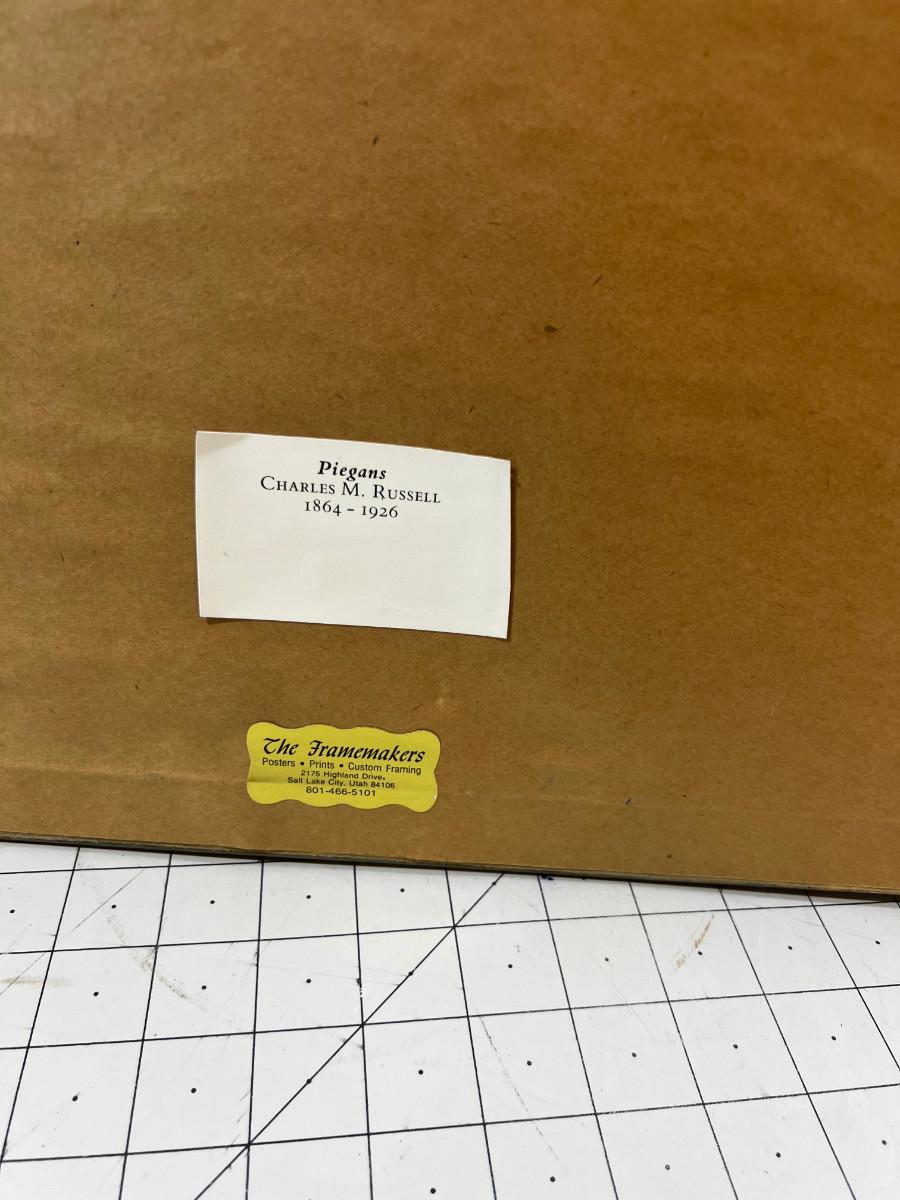 Piegans
Charles M. Russell
1864 – 1926
The Framemakers
Posters • Prints • Custom Framing
2175 Highland Drive.
Salt Lake City, Utah 84106
801-466-5101